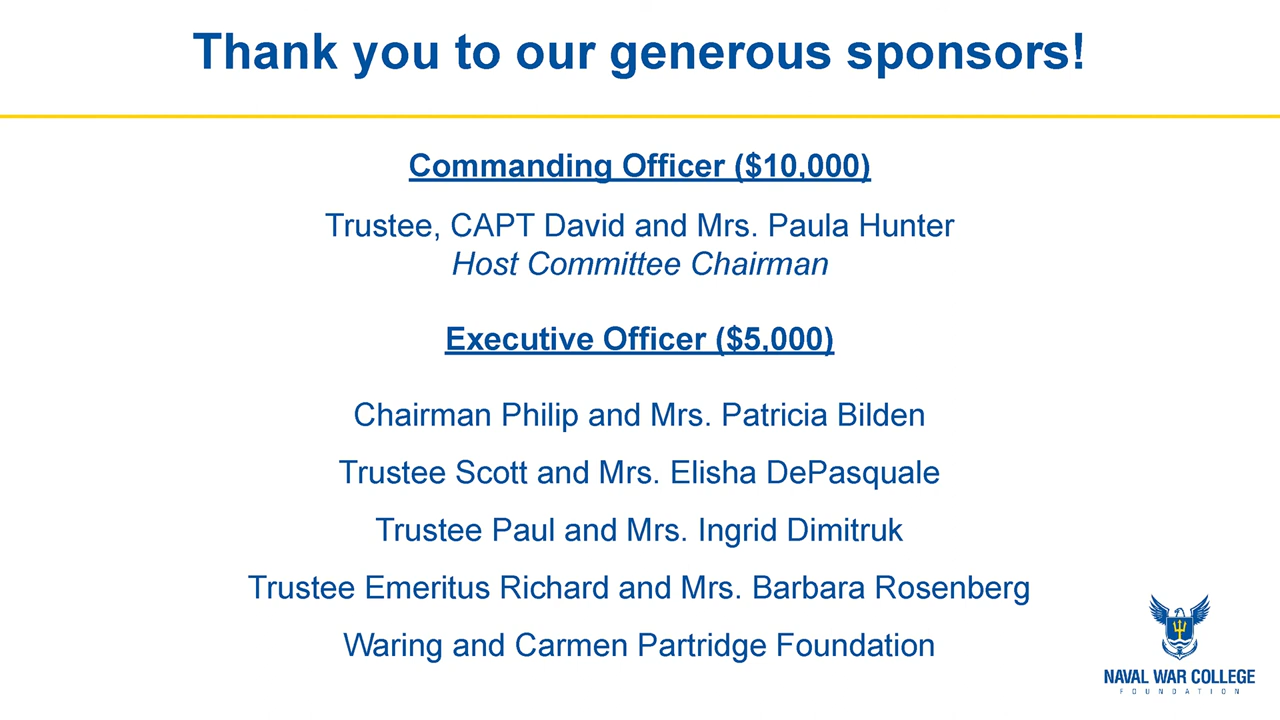 Thank you to our generous sponsors!
Commanding Officer ($10,000)
Trustee, CAPT David and Mrs. Paula Hunter
Host Committee Chairman
Executive Officer ($5,000)
Chairman Philip and Mrs. Patricia Bilden
Trustee Scott and Mrs. Elisha DePasquale
Trustee Paul and Mrs. Ingrid Dimitruk
Trustee Emeritus Richard and Mrs. Barbara Rosenberg
Waring and Carmen Partridge Foundation
NAVAL WAR COLLEGE
FOUNDATION